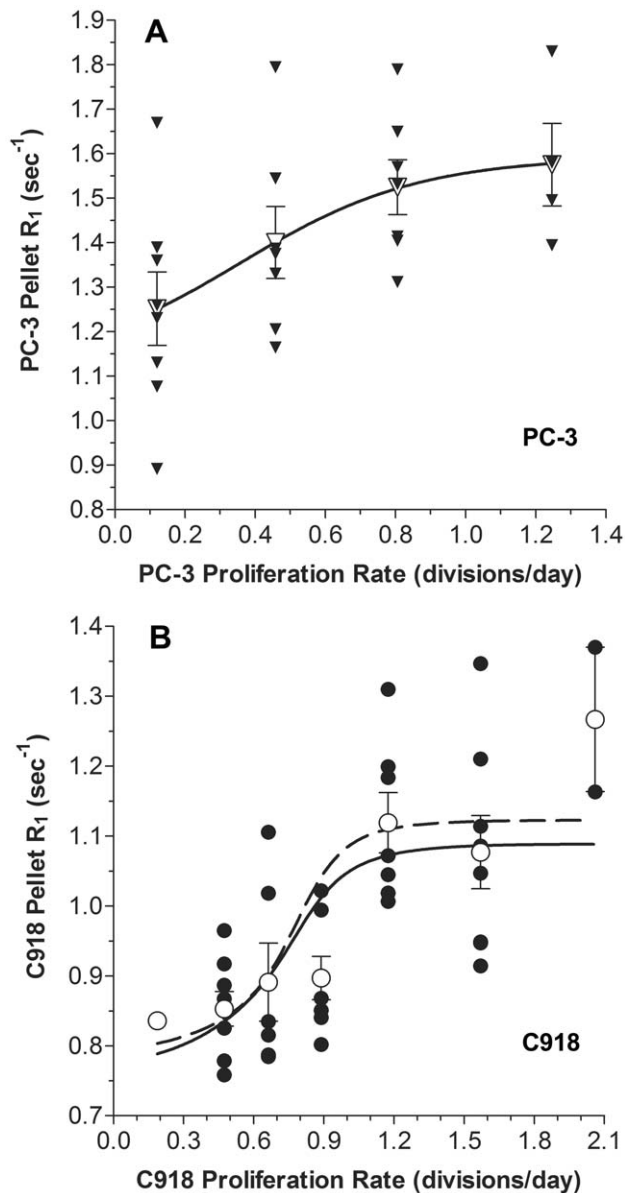 A
1.9
1.8
1.7
1.6
1.5
1.4
1.3
1.2
1.1
1.0
0.9
0.8
PC-3 Pellet R₁ (sec⁻¹)
PC-3
0.0 0.2 0.4 0.6 0.8 1.0 1.2 1.4
PC-3 Proliferation Rate (divisions/day)
B
1.4
1.3
1.2
1.1
1.0
0.9
0.8
0.7
C918 Pellet R₁ (sec⁻¹)
C918
0.0 0.3 0.6 0.9 1.2 1.5 1.8 2.1
C918 Proliferation Rate (divisions/day)